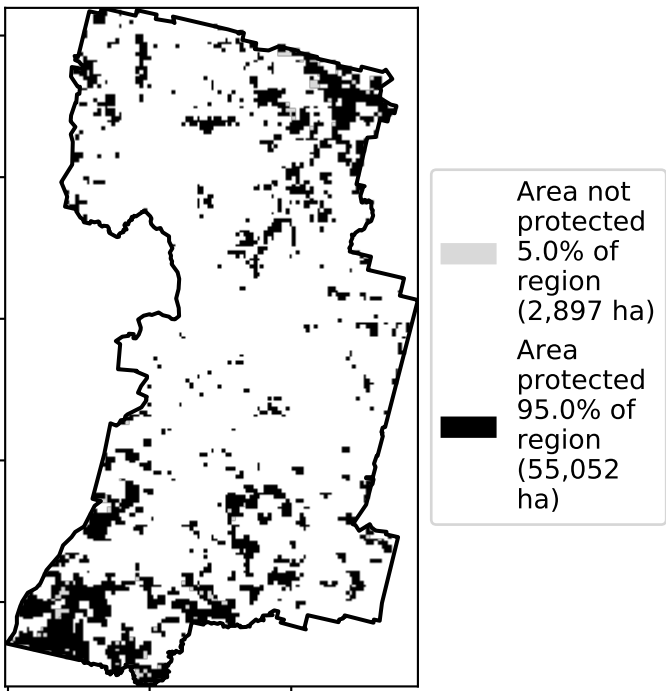 Area not
protected
5.0% of
region
(2,897 ha)
Area
protected
95.0% of
region
(55,052
ha)